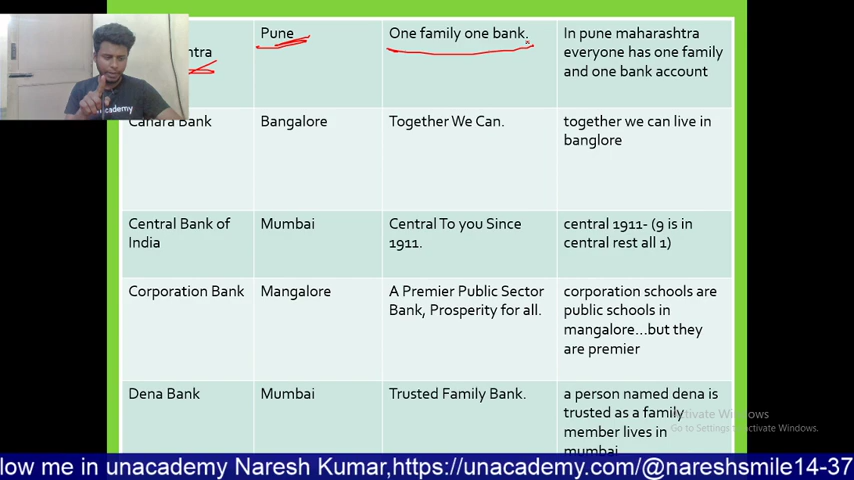 Pune
One family one bank.
In pune maharashtra
everyone has one family
and one bank account
Canara Bank
Bangalore
Together We Can.
together we can live in
banglore
Central Bank of
India
Mumbai
Central To you Since
1911.
central 1911- (9 is in
central rest all 1)
Corporation Bank
Mangalore
A Premier Public Sector
Bank, Prosperity for all.
corporation schools are
public schools in
mangalore...but they
are premier
Dena Bank
Mumbai
Trusted Family Bank.
a person named dena is
trusted as a family
member lives in
mumbai
Activate Windows
Go to Settings to activate Windows.
low me in unacademy Naresh Kumar,https://unacademy.com/@nareshsmile14-37